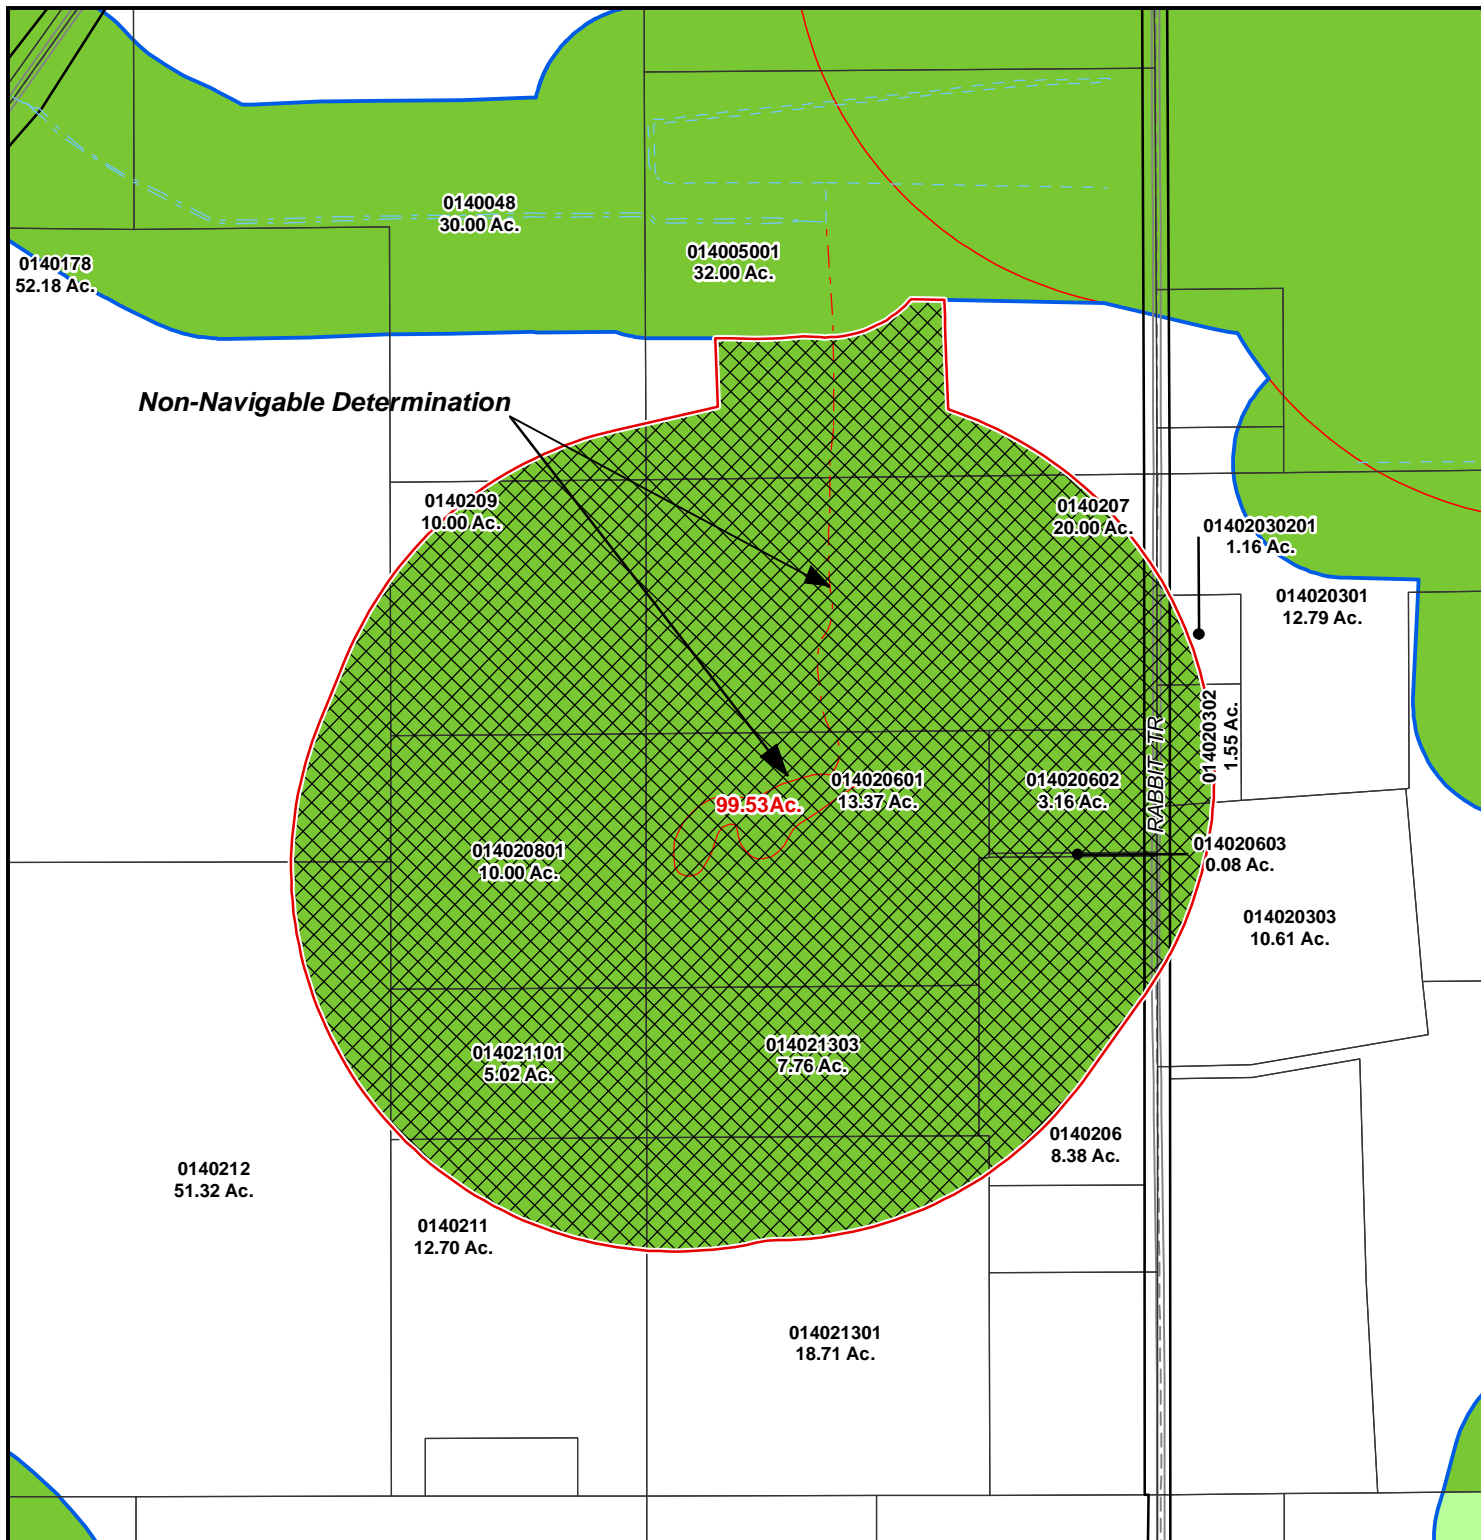 0140048
30.00 Ac.
014005001
32.00 Ac.
0140178
52.18 Ac.
Non-Navigable Determination
0140209
10.00 Ac.
0140207
20.00 Ac.
01402030201
1.16 Ac.
014020301
12.79 Ac.
014020302
1.55 Ac.
RABBIT TR
014020601
13.37 Ac.
014020602
3.16 Ac.
99.53Ac.
014020801
10.00 Ac.
014020603
0.08 Ac.
014020303
10.61 Ac.
014021101
5.02 Ac.
014021303
7.76 Ac.
0140206
8.38 Ac.
0140212
51.32 Ac.
0140211
12.70 Ac.
014021301
18.71 Ac.